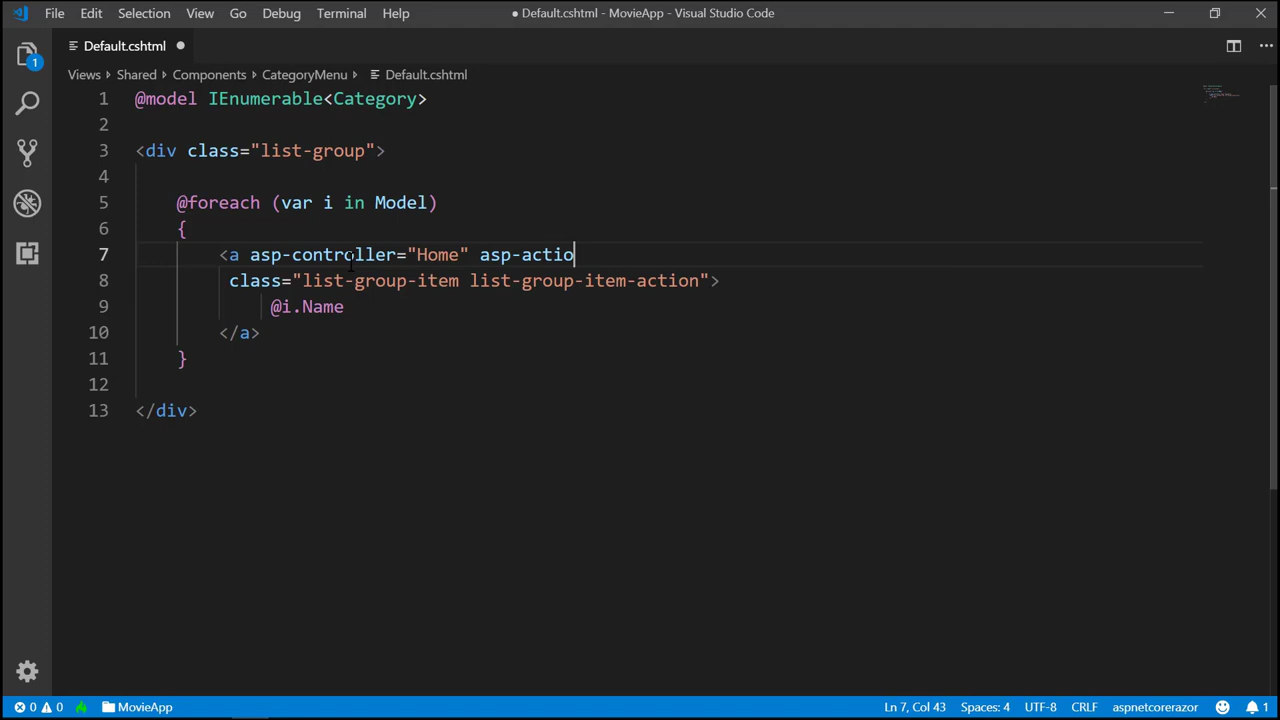 File Edit Selection View Go Debug Terminal Help ● Default.cshtml - MovieApp - Visual Studio Code
Default.cshtml
1
Views Shared Components CategoryMenu Default.cshtml
1 @model IEnumerable<Category>
2
3 <div class="list-group">
4
5 @foreach (var i in Model)
6 {
7 <a asp-controller="Home" asp-actio
8 class="list-group-item list-group-item-action">
9 @i.Name
10 </a>
11 }
12
13 </div>
0 0 MovieApp Ln 7, Col 43 Spaces: 4 UTF-8 CRLF aspnetcorerazor 1